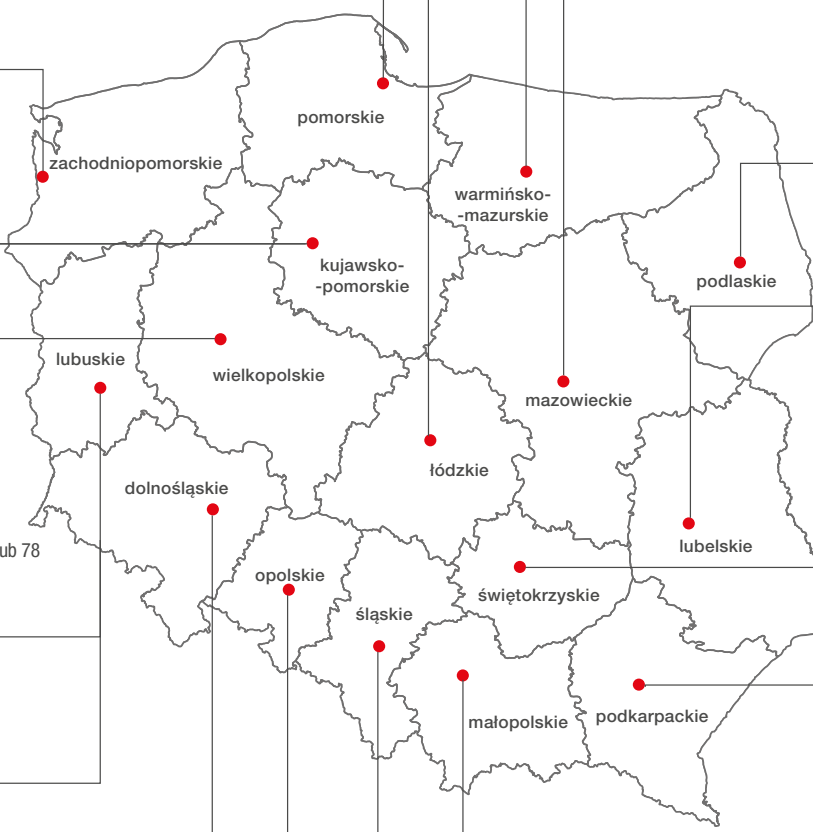 pomorskie
zachodniopomorskie
warmińsko-
-mazurskie
kujawsko-
-pomorskie
podlaskie
lubuskie
wielkopolskie
mazowieckie
łódzkie
dolnośląskie
lubelskie
ub 78
opolskie
świętokrzyskie
śląskie
małopolskie
podkarpackie